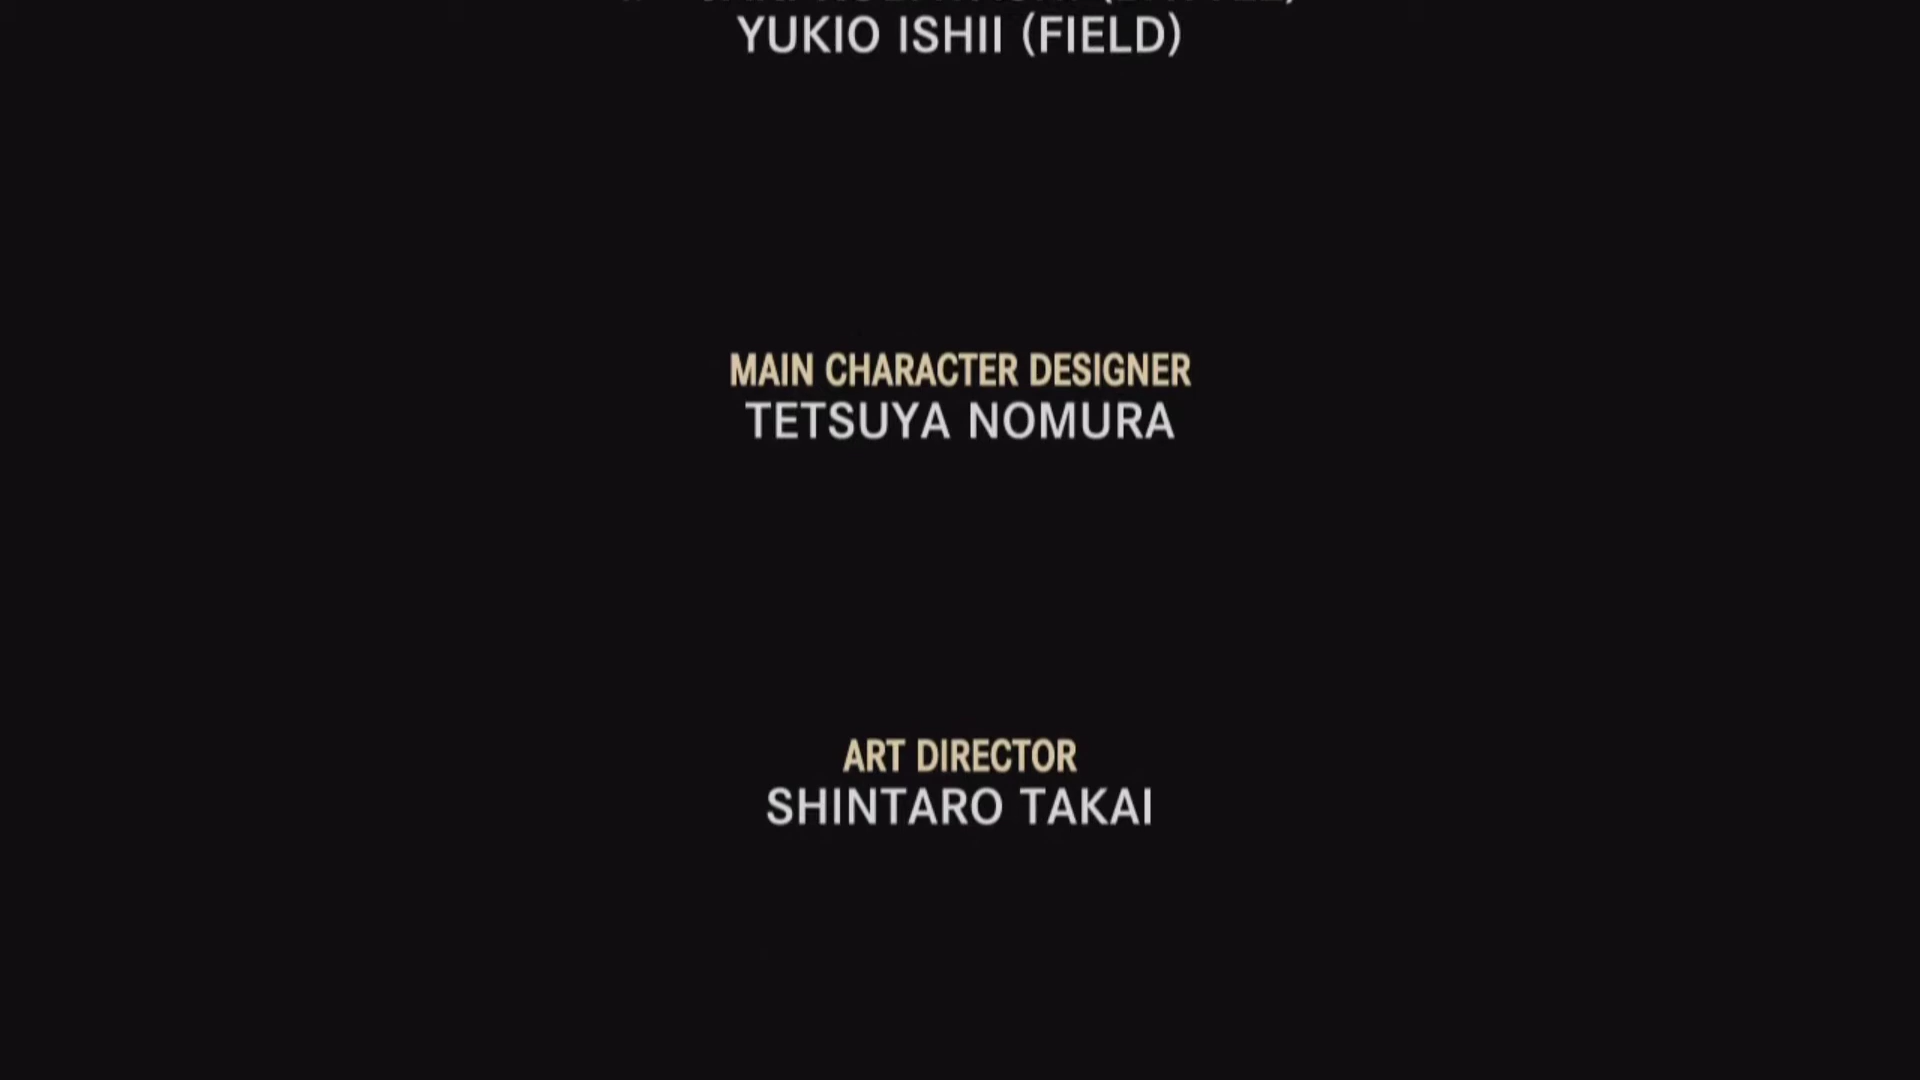 YUKIO ISHII (FIELD)
MAIN CHARACTER DESIGNER
TETSUYA NOMURA
ART DIRECTOR
SHINTARO TAKAI